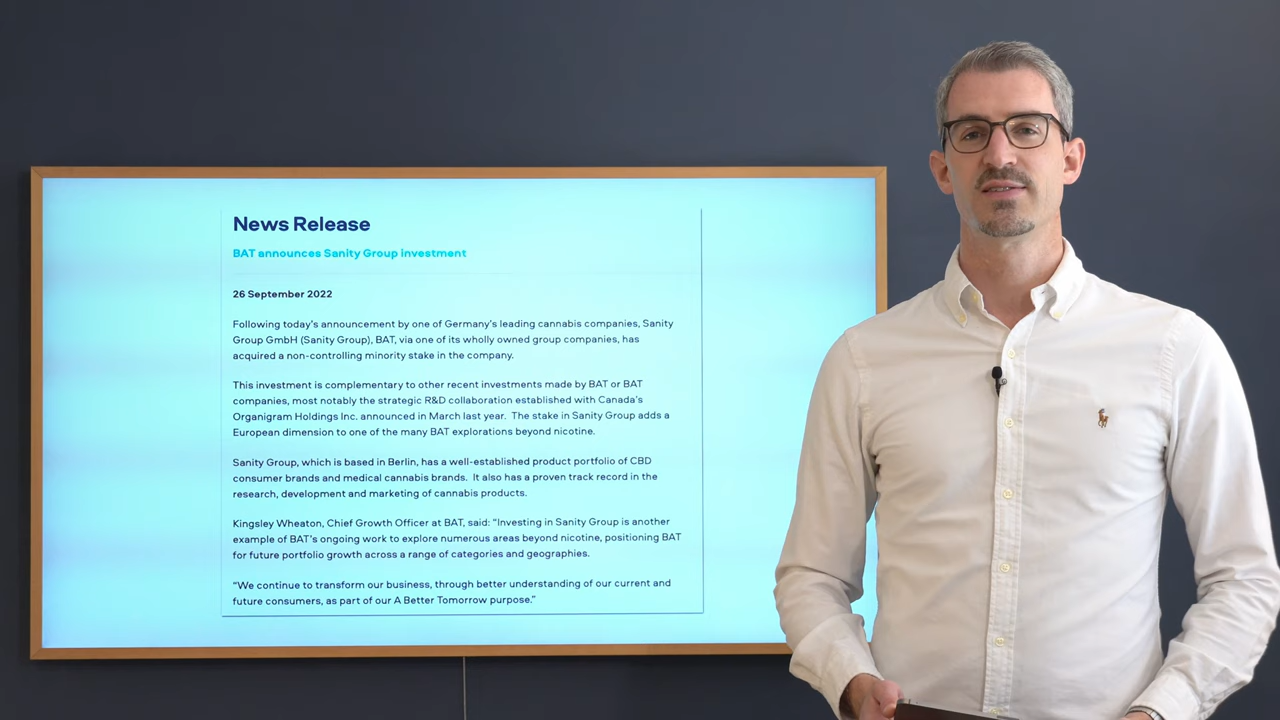 News Release
BAT announces Sanity Group investment
26 September 2022
Following today's announcement by one of Germany's leading cannabis companies, Sanity
Group GmbH (Sanity Group), BAT, via one of its wholly owned group companies, has
acquired a non-controlling minority stake in the company.
This investment is complementary to other recent investments made by BAT or BAT
companies, most notably the strategic R&D collaboration established with Canada's
Organigram Holdings Inc. announced in March last year.  The stake in Sanity Group adds a
European dimension to one of the many BAT explorations beyond nicotine.
Sanity Group, which is based in Berlin, has a well-established product portfolio of CBD
consumer brands and medical cannabis brands.  It also has a proven track record in the
research, development and marketing of cannabis products.
Kingsley Wheaton, Chief Growth Officer at BAT, said: “Investing in Sanity Group is another
example of BAT's ongoing work to explore numerous areas beyond nicotine, positioning BAT
for future portfolio growth across a range of categories and geographies.
“We continue to transform our business, through better understanding of our current and
future consumers, as part of our A Better Tomorrow purpose.”